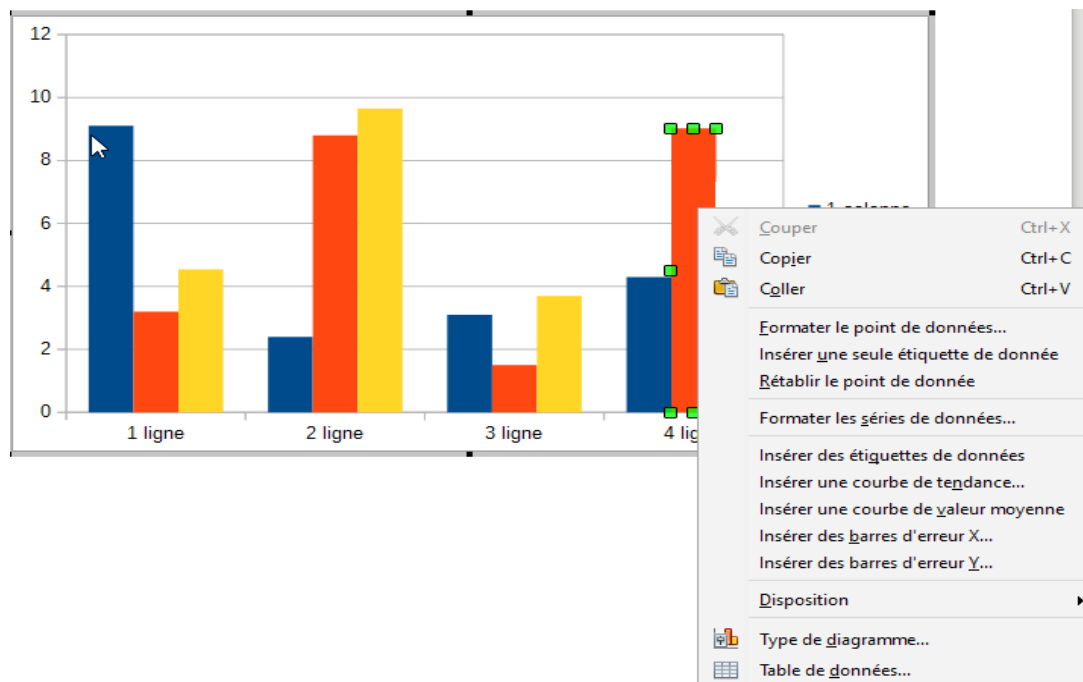 12
10
8
6
4
2
0
1 ligne
2 ligne
3 ligne
4 lig
Couper Ctrl+X
Copier Ctrl+C
Coller Ctrl+V
Formater le point de données...
Insérer une seule étiquette de donnée
Rétablir le point de donnée
Formater les séries de données...
Insérer des étiquettes de données
Insérer une courbe de tendance...
Insérer une courbe de valeur moyenne
Insérer des barres d'erreur X...
Insérer des barres d'erreur Y...
Disposition
Type de diagramme...
Table de données...